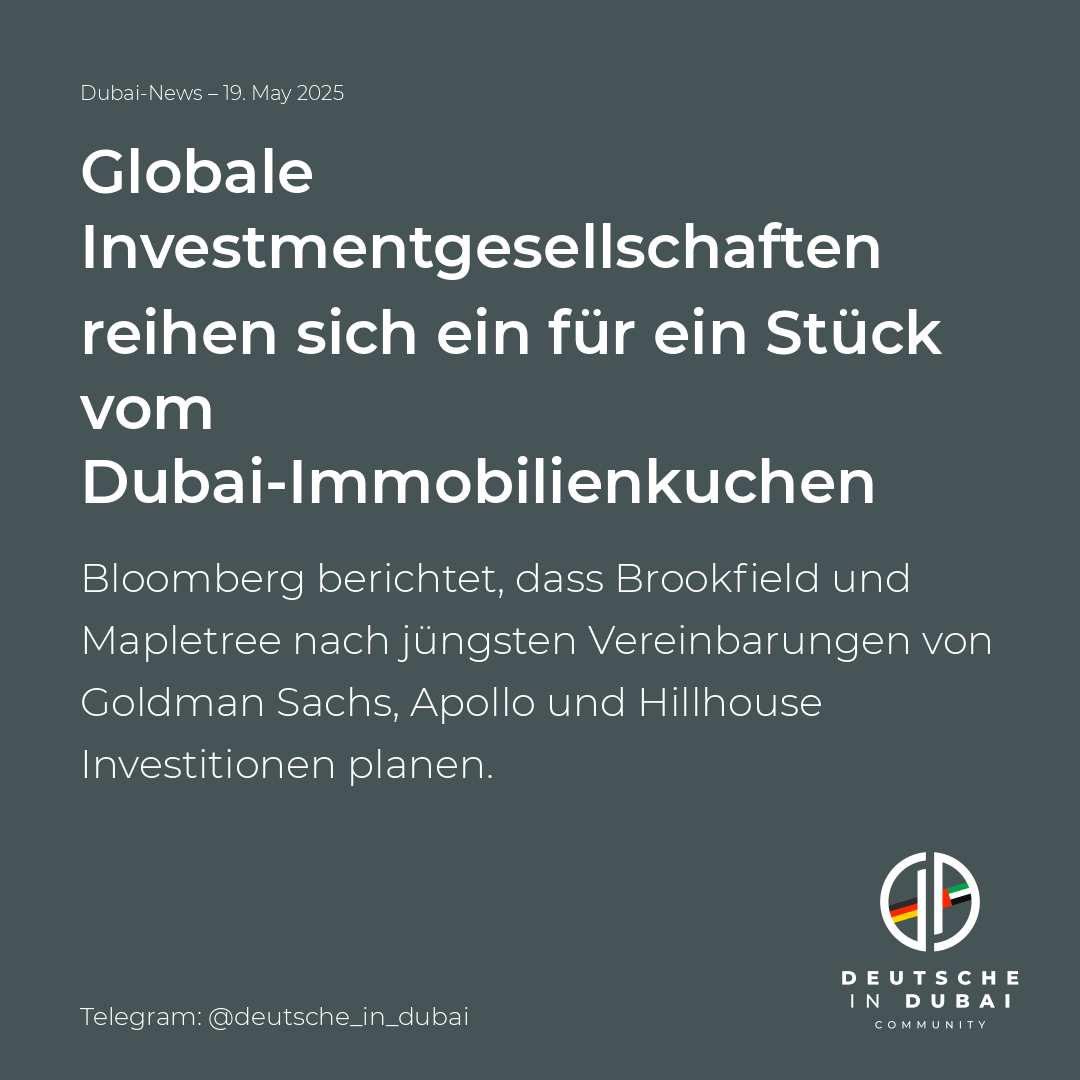 Dubai-News – 19. May 2025
Globale
Investmentgesellschaften
reihen sich ein für ein Stück
vom
Dubai-Immobilienkuchen
Bloomberg berichtet, dass Brookfield und
Mapletree nach jüngsten Vereinbarungen von
Goldman Sachs, Apollo und Hillhouse
Investitionen planen.
DEUTSCHE
IN DUBAI
COMMUNITY
Telegram: @deutsche_in_dubai